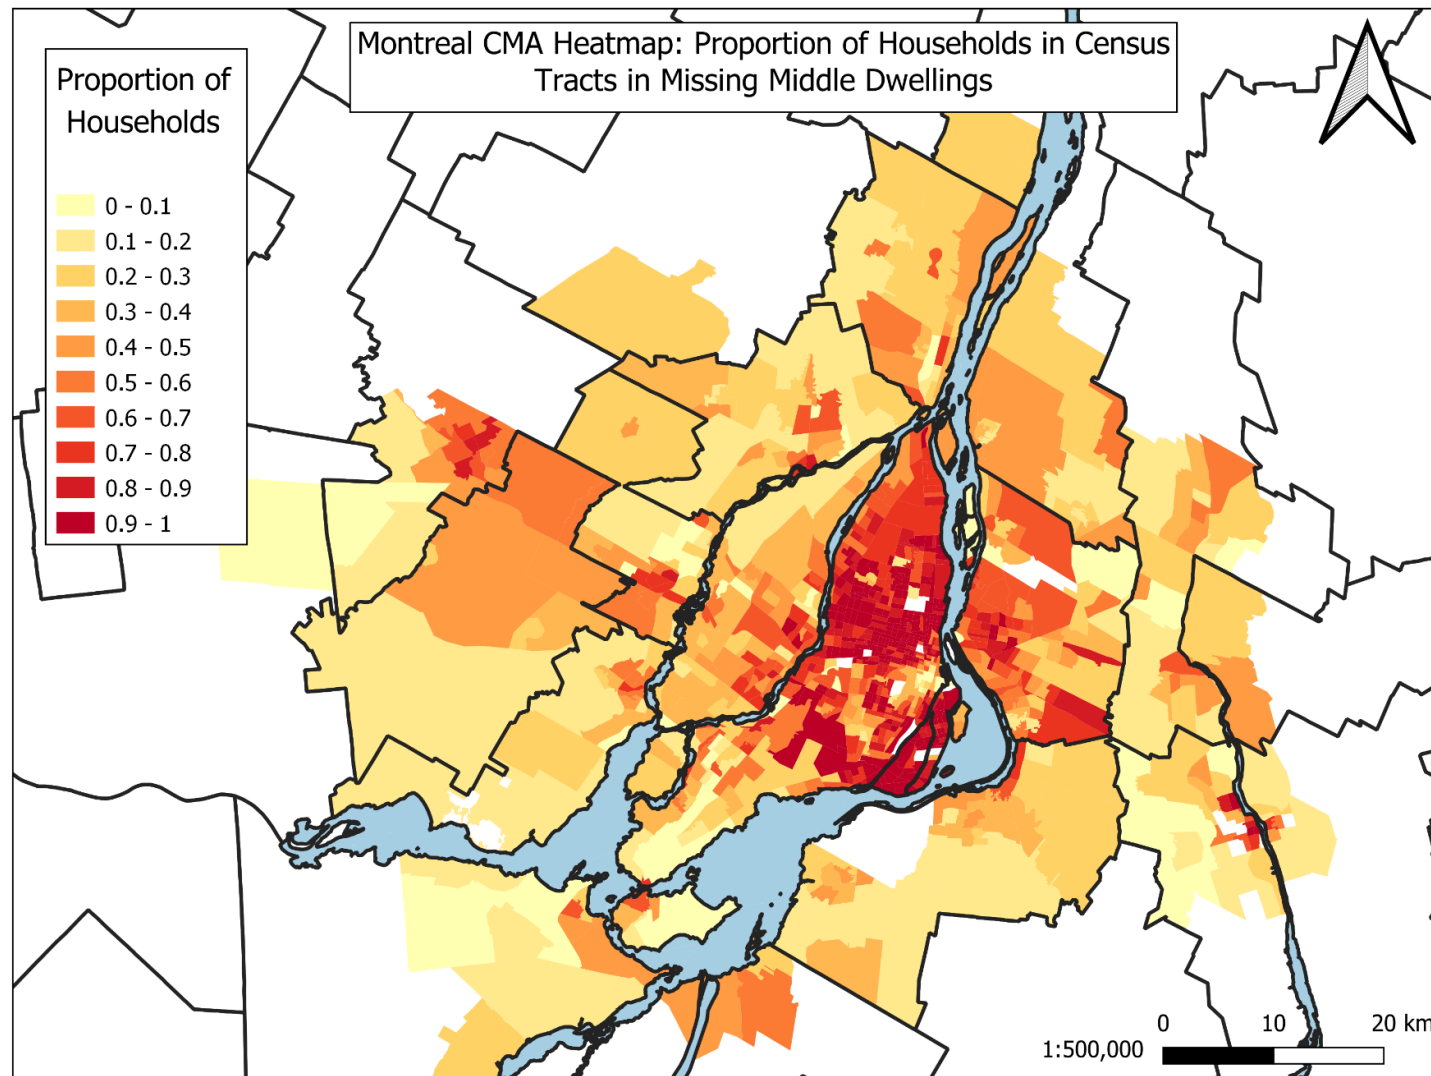 Montreal CMA Heatmap: Proportion of Households in Census
Tracts in Missing Middle Dwellings
Proportion of
Households
0 - 0.1
0.1 - 0.2
0.2 - 0.3
0.3 - 0.4
0.4 - 0.5
0.5 - 0.6
0.6 - 0.7
0.7 - 0.8
0.8 - 0.9
0.9 - 1
0 10 20 km
1:500,000